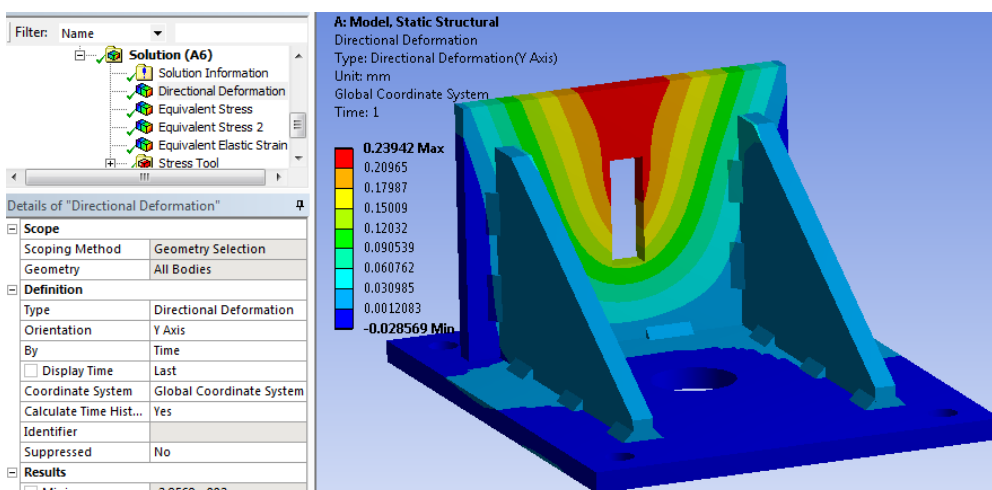 Filter: Name
Solution (A6)
Solution Information
Directional Deformation
Equivalent Stress
Equivalent Stress 2
Equivalent Elastic Strain
Stress Tool
Details of "Directional Deformation"
Scope
Scoping Method Geometry Selection
Geometry All Bodies
Definition
Type Directional Deformation
Orientation Y Axis
By Time
Display Time Last
Coordinate System Global Coordinate System
Calculate Time Hist... Yes
Identifier
Suppressed No
Results
A: Model, Static Structural
Directional Deformation
Type: Directional Deformation(Y Axis)
Unit: mm
Global Coordinate System
Time: 1
0.23942 Max
0.20965
0.17987
0.15009
0.12032
0.090539
0.060762
0.030985
0.0012083
-0.028569 Min